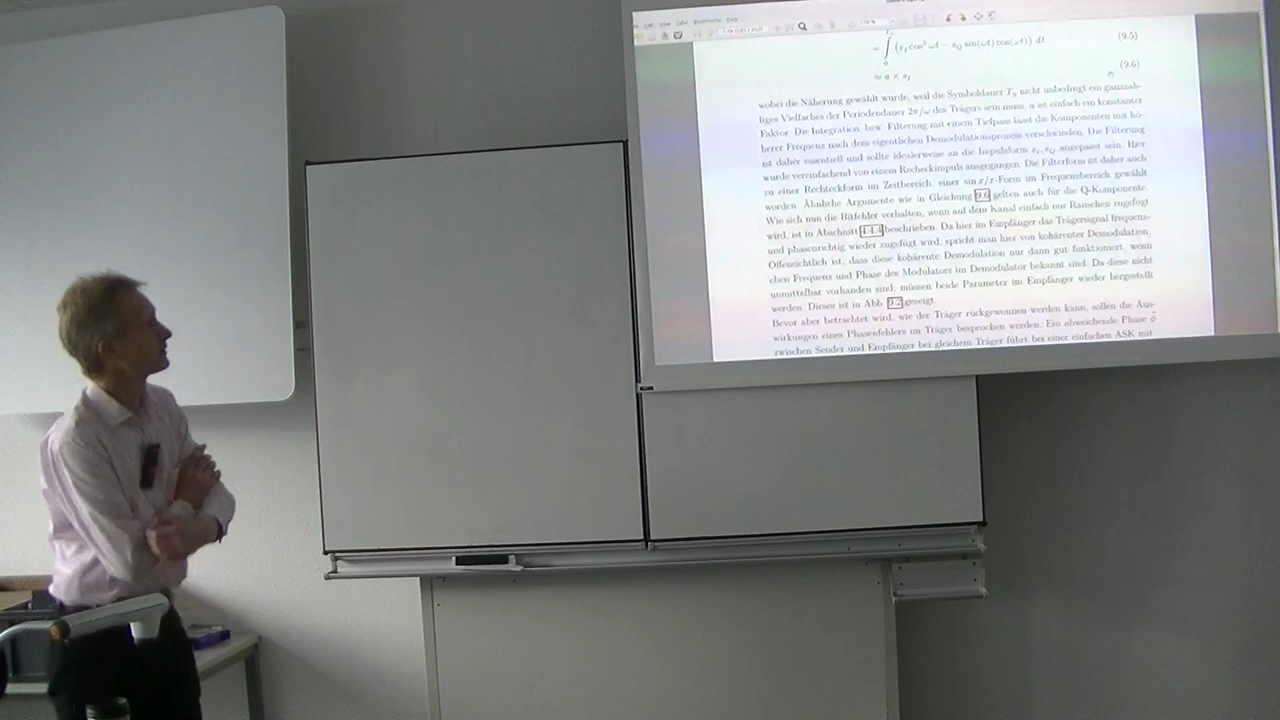 = ∫ (s_I cos² ωt − s_Q sin(ωt) cos(ωt)) dt (9.5)
≈ a × s_I (9.6)
wobei die Näherung gewählt wurde, weil die Symboldauer T_S nicht unbedingt ein ganzzah-
liges Vielfaches der Periodendauer 2π/ω des Trägers sein muss. a ist einfach ein konstanter
Faktor. Die Integration, bzw. Filterung mit einem Tiefpass lässt die Komponenten mit hö-
herer Frequenz nach dem eigentlichen Demodulationsprozess verschwinden. Die Filterung
ist daher essentiell und sollte idealerweise an die Impulsform s_I, s_Q angepasst sein. Hier
wurde vereinfachend von einem Rechteckimpuls ausgegangen. Die Filterform ist daher auch
zu einer Rechteckform im Zeitbereich, einer sin x/x-Form im Frequenzbereich gewählt
worden. Ähnliche Argumente wie in Gleichung 9.6 gelten auch für die Q-Komponente.
Wie sich nun die Bitfehler verhalten, wenn auf dem Kanal einfach nur Rauschen zugefügt
wird, ist in Abschnitt 4.4.4 beschrieben. Da hier im Empfänger das Trägersignal frequenz-
und phasenrichtig wieder zugefügt wird, spricht man hier von kohärenter Demodulation.
Offensichtlich ist, dass diese kohärente Demodulation nur dann gut funktioniert, wenn
eben Frequenz und Phase des Modulators im Demodulator bekannt sind. Da diese nicht
unmittelbar vorhanden sind, müssen beide Parameter im Empfänger wieder hergestellt
werden. Dieses ist in Abb. 9.2 gezeigt.
Bevor aber betrachtet wird, wie der Träger rückgewonnen werden kann, sollen die Aus-
wirkungen eines Phasenfehlers im Träger besprochen werden. Ein abweichende Phase ϕ
zwischen Sender und Empfänger bei gleichem Träger führt bei einer einfachen ASK mit